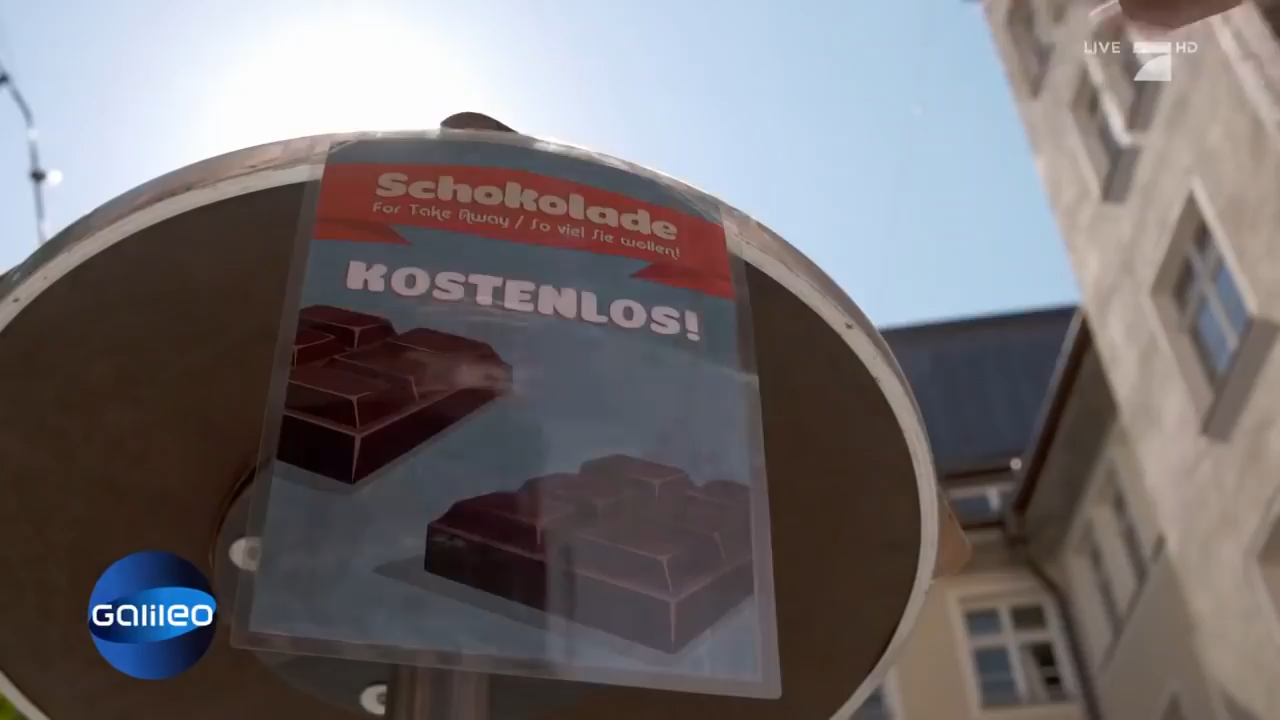 LIVE HD
Schokolade
For Take Away / So viel Sie wollen!
KOSTENLOS!
Galileo